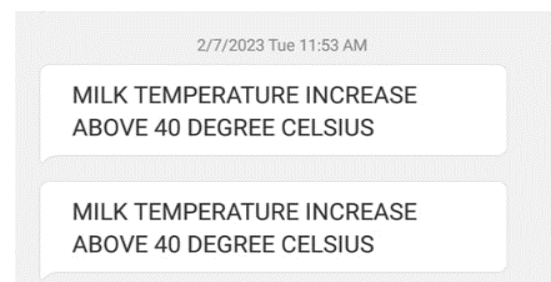 2/7/2023 Tue 11:53 AM
MILK TEMPERATURE INCREASE
ABOVE 40 DEGREE CELSIUS
MILK TEMPERATURE INCREASE
ABOVE 40 DEGREE CELSIUS